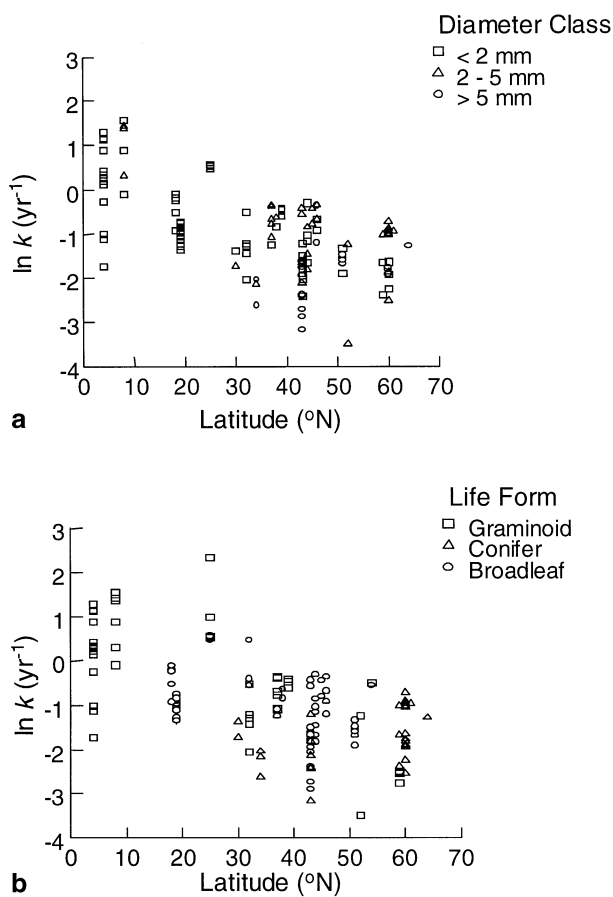 Diameter Class
< 2 mm
2 - 5 mm
> 5 mm
3
2
1
0
-1
-2
-3
-4
ln k (yr-1)
0 10 20 30 40 50 60 70
Latitude (oN)
a
Life Form
Graminoid
Conifer
Broadleaf
3
2
1
0
-1
-2
-3
-4
ln k (yr-1)
0 10 20 30 40 50 60 70
Latitude (oN)
b